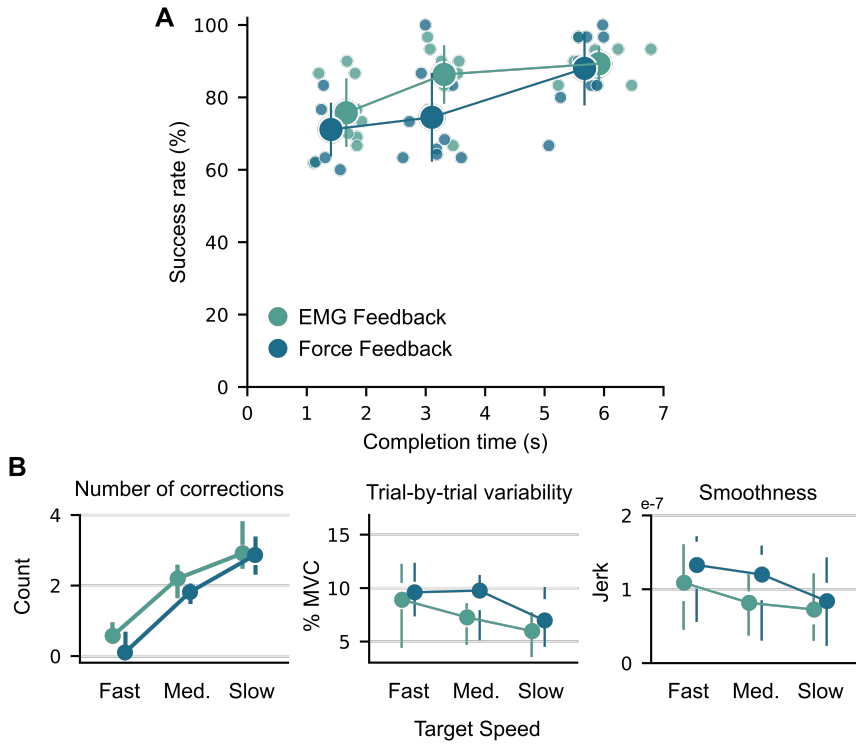 A
100
80
60
40
20
0
Success rate (%)
EMG Feedback
Force Feedback
0 1 2 3 4 5 6 7
Completion time (s)
B
Number of corrections
Trial-by-trial variability
Smoothness
4
2
0
Count
Fast Med. Slow
15
10
5
% MVC
Fast Med. Slow
e-7
2
1
0
Jerk
Fast Med. Slow
Target Speed